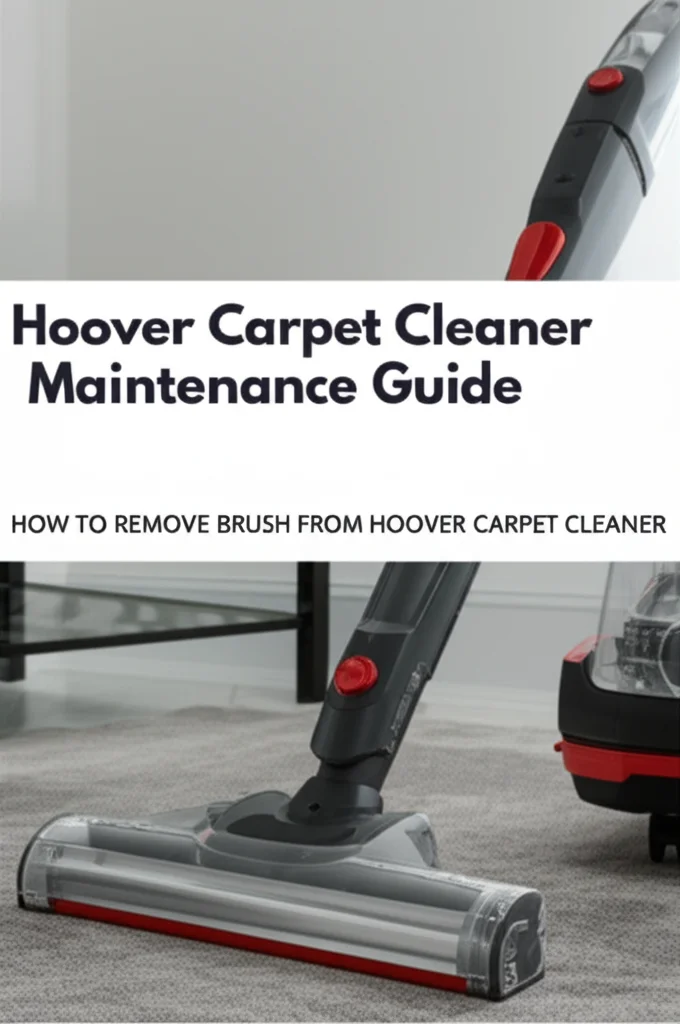 Hoover Carpet Cleaner
Maintenance Guide
HOW TO REMOVE BRUSH FROM HOOVER CARPET CLEANER